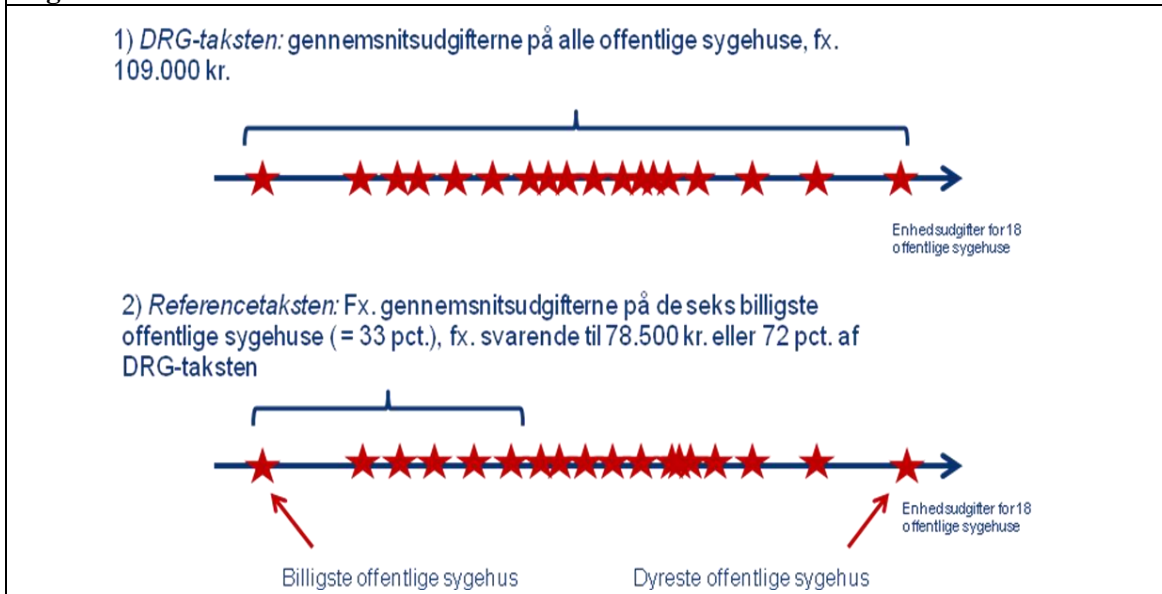 1) DRG-taksten: gennemsnitsudgifterne på alle offentlige sygehuse, fx.
109.000 kr.
Enhedsudgifter for 18
offentlige sygehuse
2) Referencetaksten: Fx. gennemsnitsudgifterne på de seks billigste
offentlige sygehuse (= 33 pct.), fx. svarende til 78.500 kr. eller 72 pct. af
DRG-taksten
Enhedsudgifter for 18
offentlige sygehuse
Billigste offentlige sygehus
Dyreste offentlige sygehus